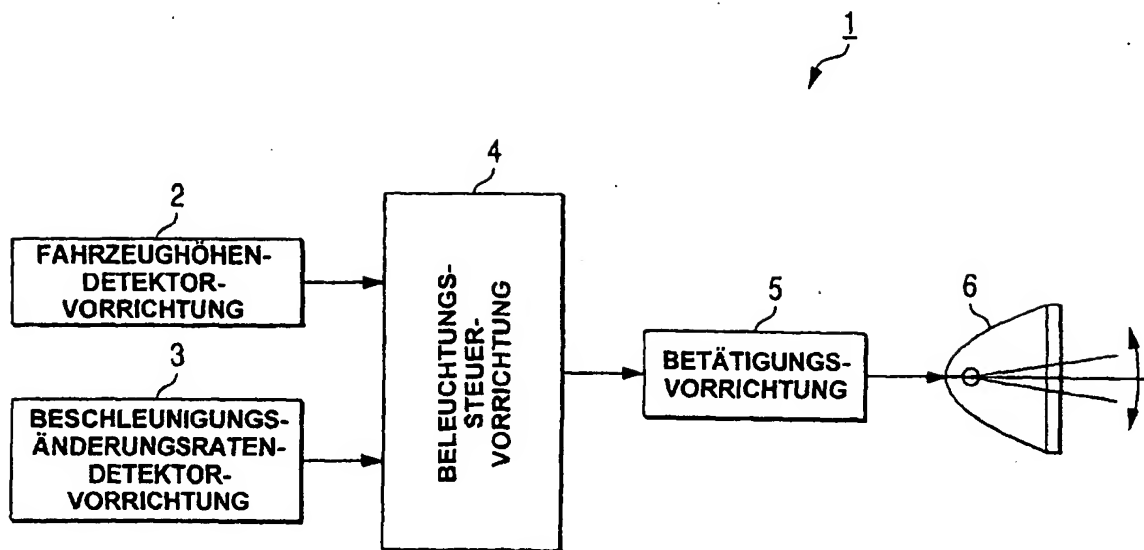 1
2
FAHRZEUGHÖHEN-
DETEKTOR-
VORRICHTUNG
3
BESCHLEUNIGUNGS-
ÄNDERUNGSRATEN-
DETEKTOR-
VORRICHTUNG
4
BELEUCHTUNGS-
STEUER-
VORRICHTUNG
5
BETÄTIGUNGS-
VORRICHTUNG
6